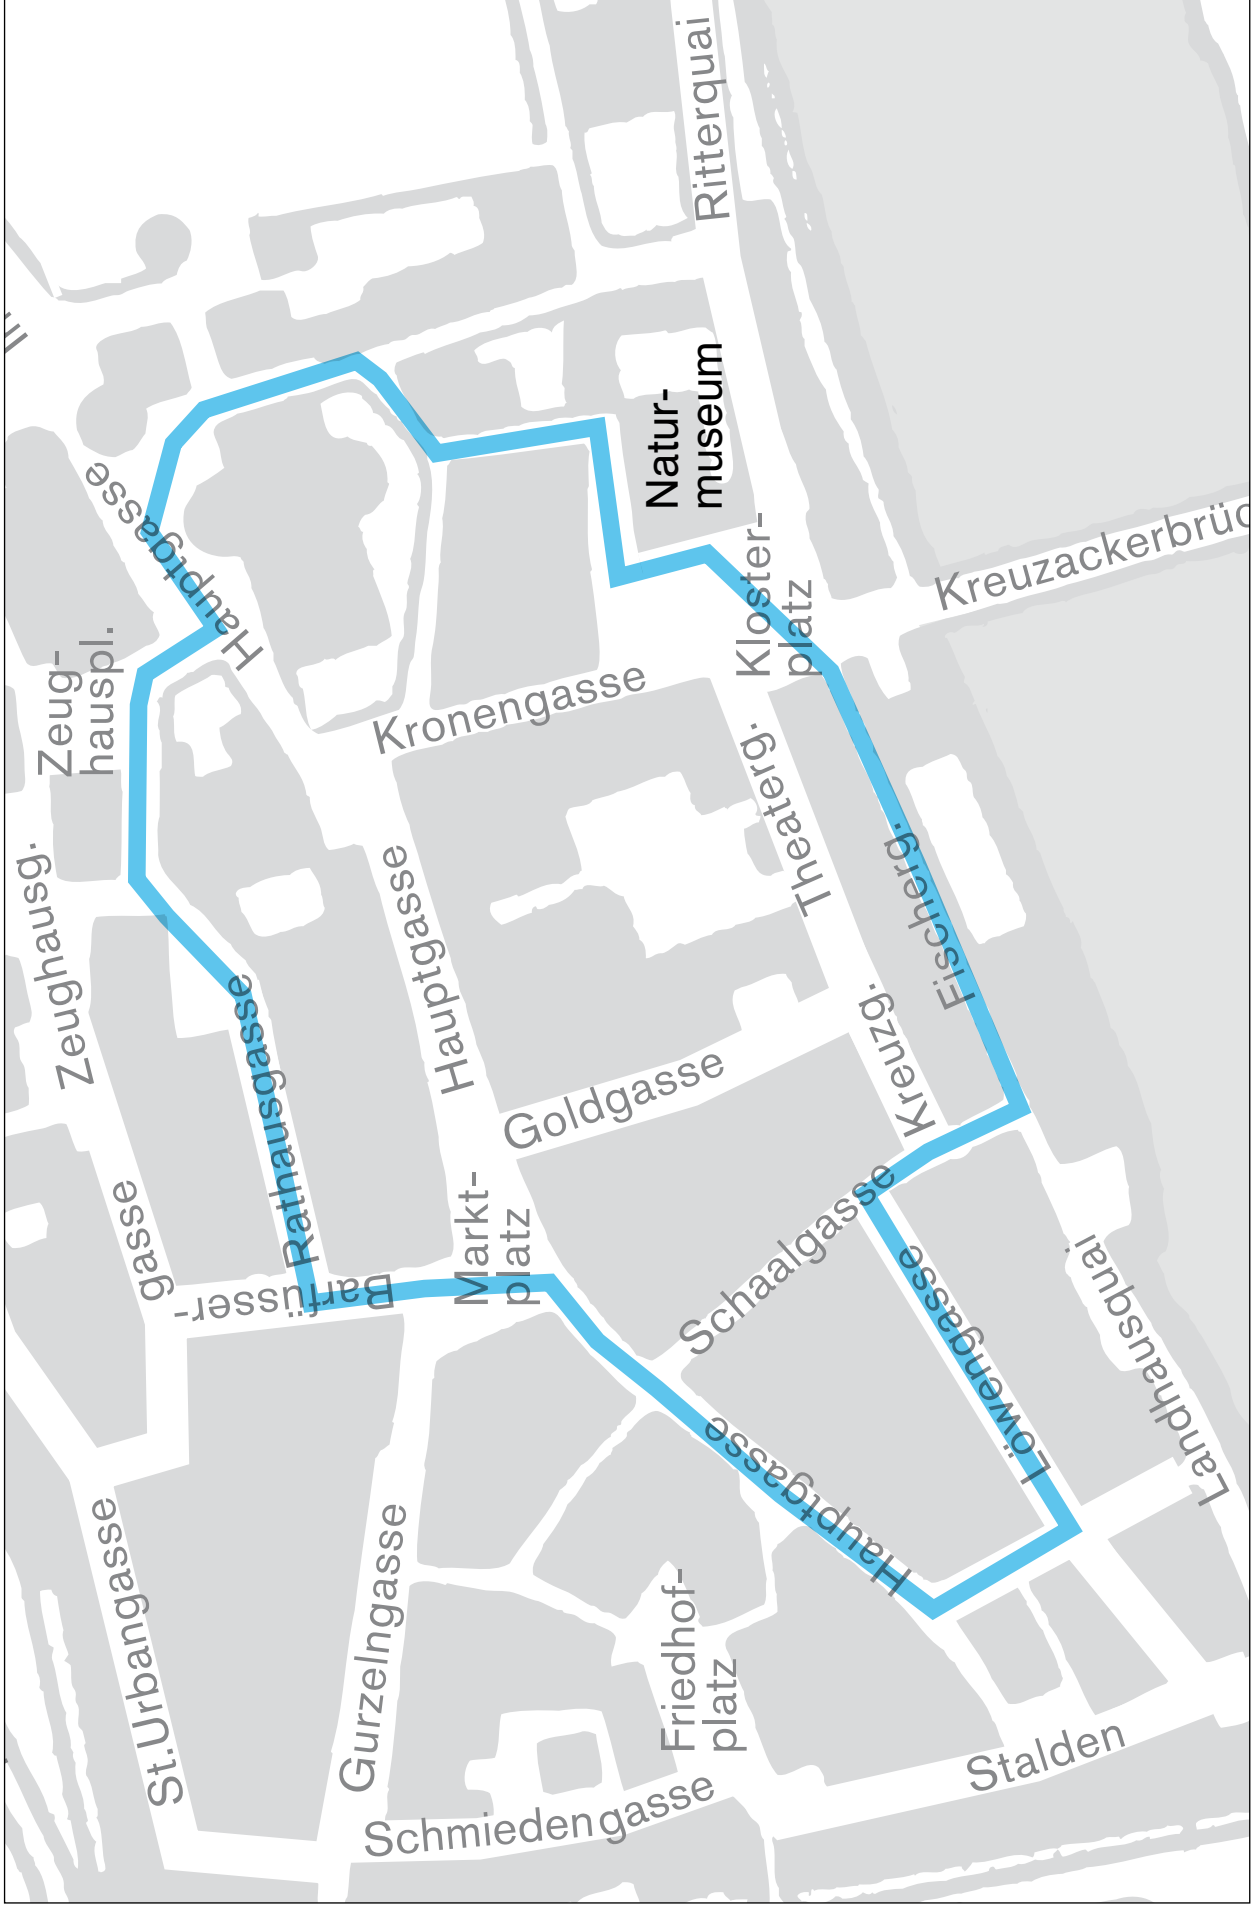 Ritterquai
Natur-
museum
Hauptgasse
Zeug-
hauspl.
Kloster-
platz
Kreuzackerbrüc
Kronengasse
Theaterg.
Fischerg.
Zeughausg.
Hauptgasse
Rathausgasse
Kreuzg.
Goldgasse
Markt-
platz
Schaalgasse
Barfüsser-
gasse
Löwengasse
Landhausquai
Hauptgasse
St.Urbangasse
Gurzelngasse
Friedhof-
platz
Schmiedengasse
Stalden